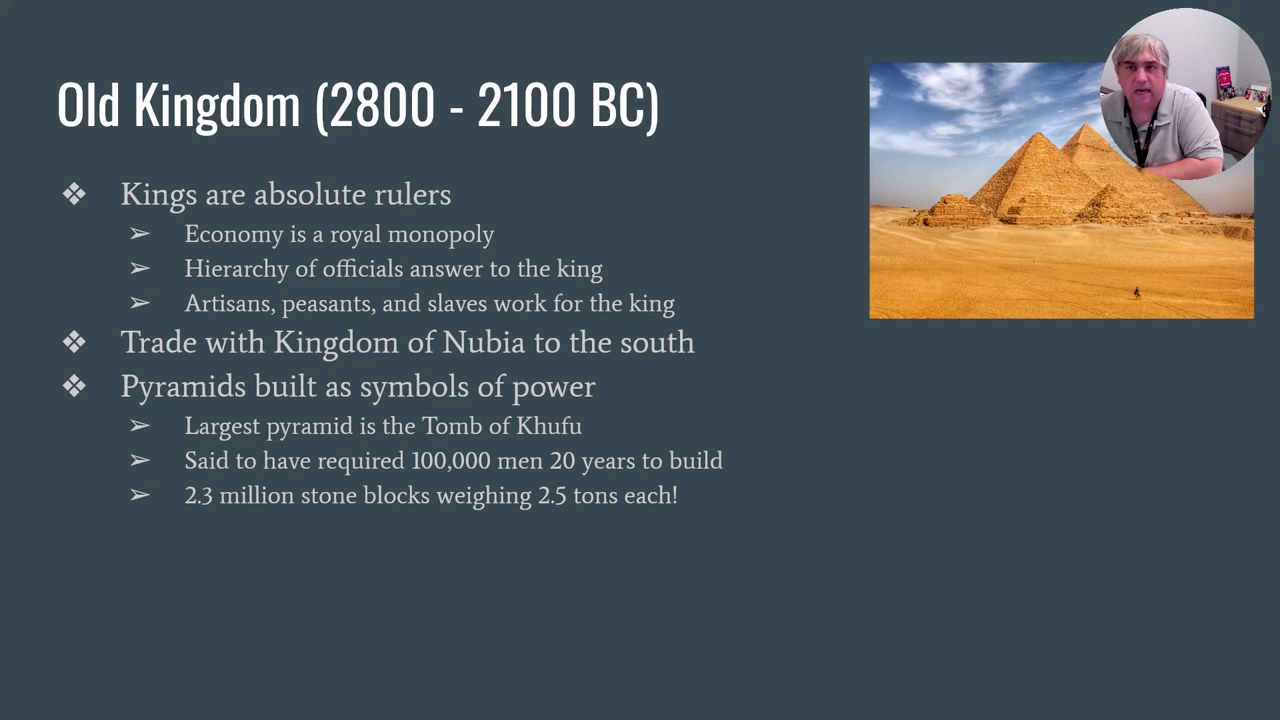 Old Kingdom (2800 - 2100 BC)
❖ Kings are absolute rulers
➢ Economy is a royal monopoly
➢ Hierarchy of officials answer to the king
➢ Artisans, peasants, and slaves work for the king
❖ Trade with Kingdom of Nubia to the south
❖ Pyramids built as symbols of power
➢ Largest pyramid is the Tomb of Khufu
➢ Said to have required 100,000 men 20 years to build
➢ 2.3 million stone blocks weighing 2.5 tons each!